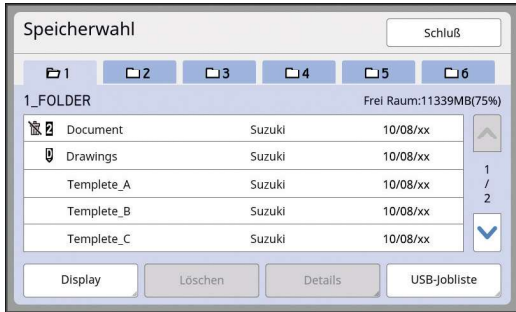 Speicherwahl Schluß
1 2 3 4 5 6
1_FOLDER Frei Raum:11339MB(75%)
2 Document Suzuki 10/08/xx
D Drawings Suzuki 10/08/xx
Templete_A Suzuki 10/08/xx
Templete_B Suzuki 10/08/xx
Templete_C Suzuki 10/08/xx
1
/
2
Display Löschen Details USB-Jobliste